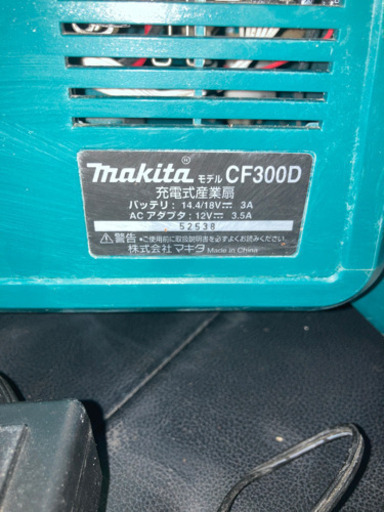 makita® モデル CF300D
充電式産業扇
バッテリ : 14.4/18V⎓ 3A
AC アダプタ : 12V⎓ 3.5A
52538
⚠警告 •ご使用前に取扱説明書を必ずよくお読みください
株式会社 マキタ Made in China